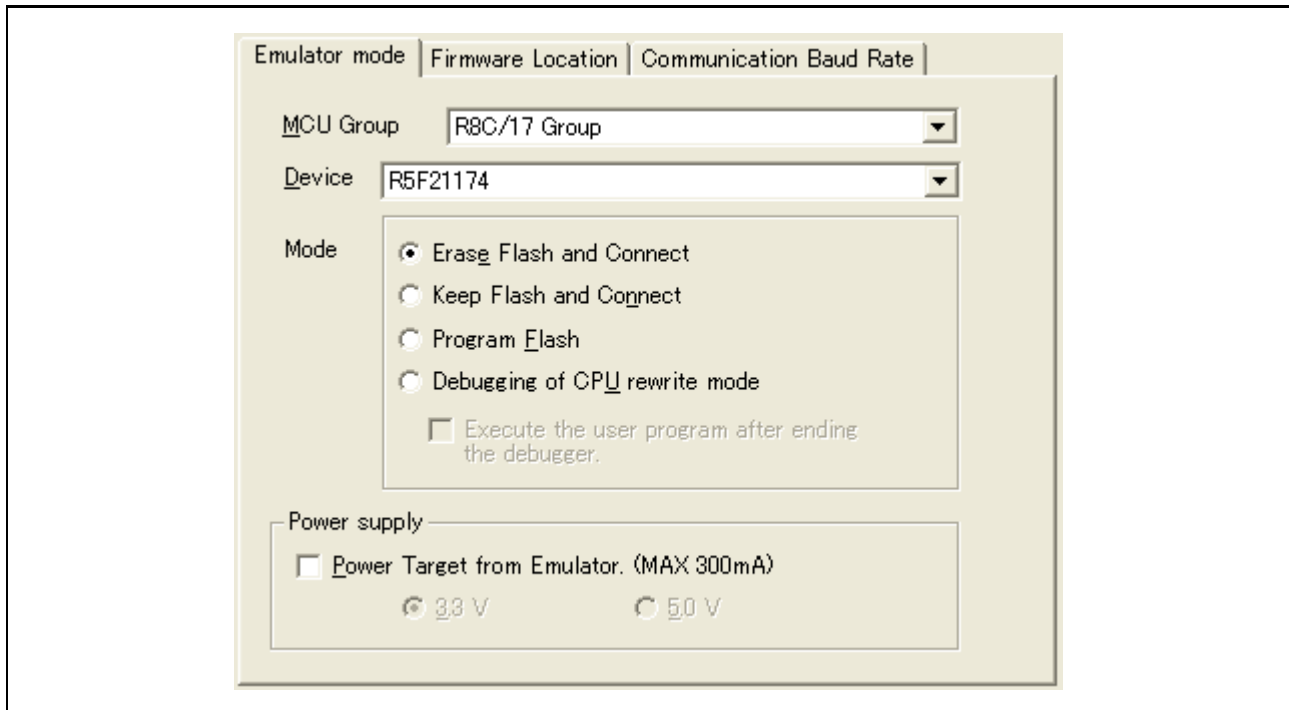 Emulator mode Firmware Location Communication Baud Rate
MCU Group R8C/17 Group
Device R5F21174
Mode
Erase Flash and Connect
Keep Flash and Connect
Program Flash
Debugging of CPU rewrite mode
Execute the user program after ending
the debugger.
Power supply
Power Target from Emulator. (MAX 300mA)
3.3 V 5.0 V